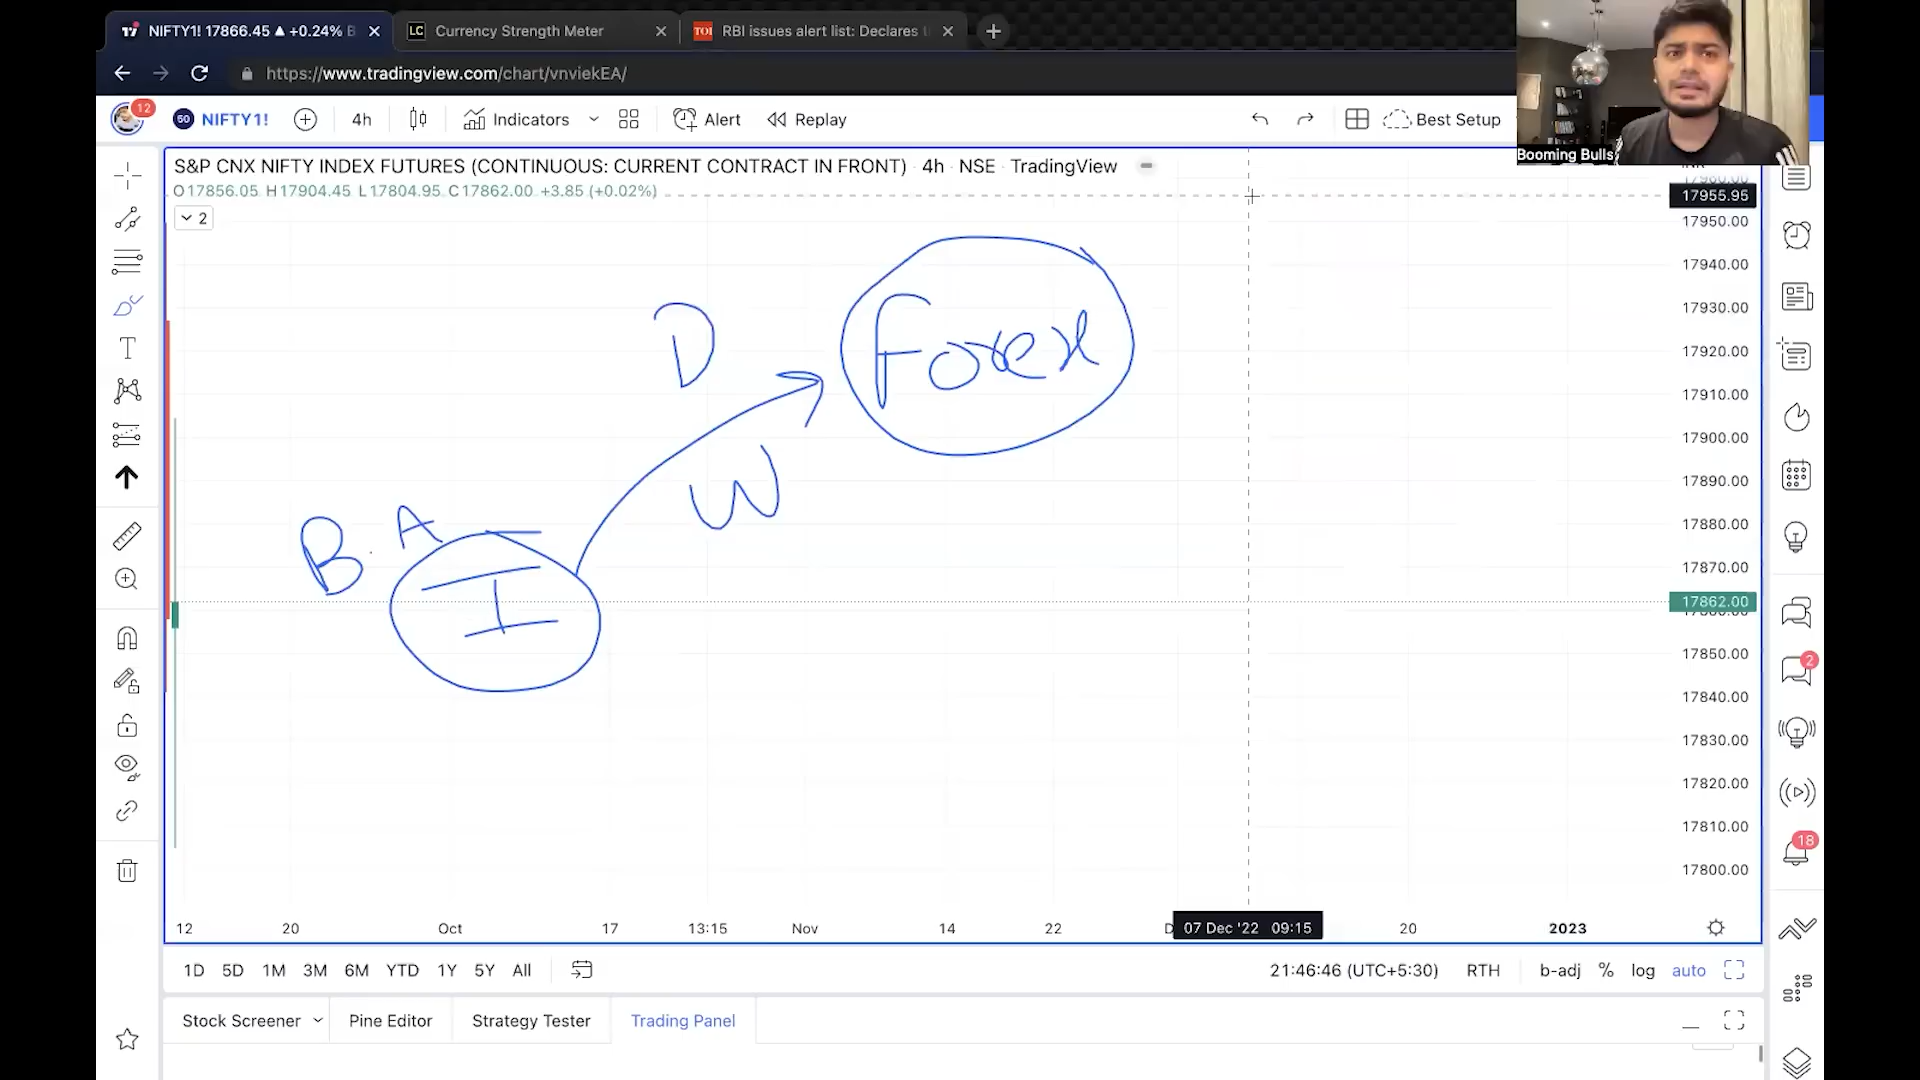 NIFTY1! 17866.45 ▲ +0.24% B
Currency Strength Meter
TOI RBI issues alert list: Declares
https://www.tradingview.com/chart/vnviekEA/
12
50 NIFTY1! 4h Indicators Alert Replay Best Setup
Booming Bulls
S&P CNX NIFTY INDEX FUTURES (CONTINUOUS: CURRENT CONTRACT IN FRONT) · 4h · NSE · TradingView
O17856.05 H17904.45 L17804.95 C17862.00 +3.85 (+0.02%)
2
17955.95
17950.00
17940.00
17930.00
17920.00
17910.00
17900.00
17890.00
17880.00
17870.00
17862.00
17850.00
17840.00
17830.00
17820.00
17810.00
17800.00
Forex
D
W
B.A
I
2
18
12 20 Oct 17 13:15 Nov 14 22 07 Dec '22 09:15 20 2023
1D 5D 1M 3M 6M YTD 1Y 5Y All 21:46:46 (UTC+5:30) RTH b-adj % log auto
Stock Screener Pine Editor Strategy Tester Trading Panel